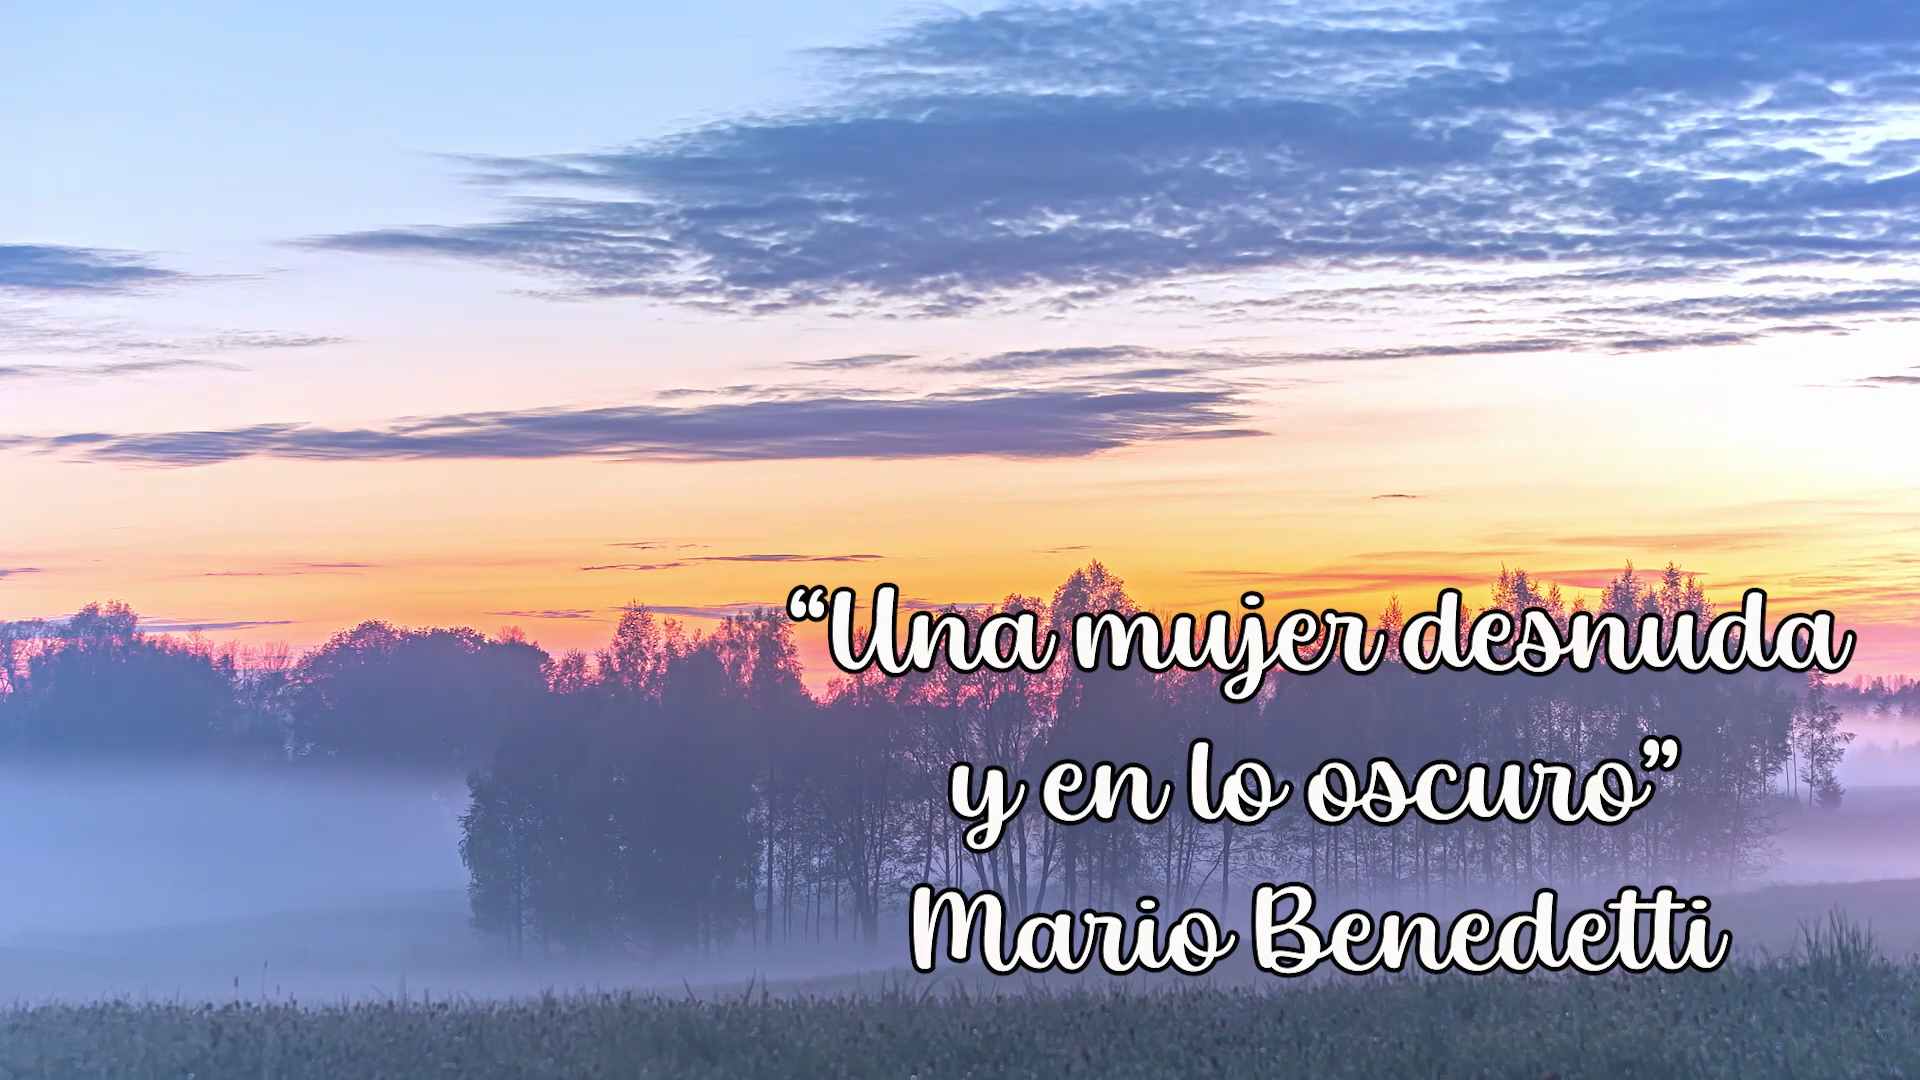 “Una mujer desnuda
y en lo oscuro”
Mario Benedetti